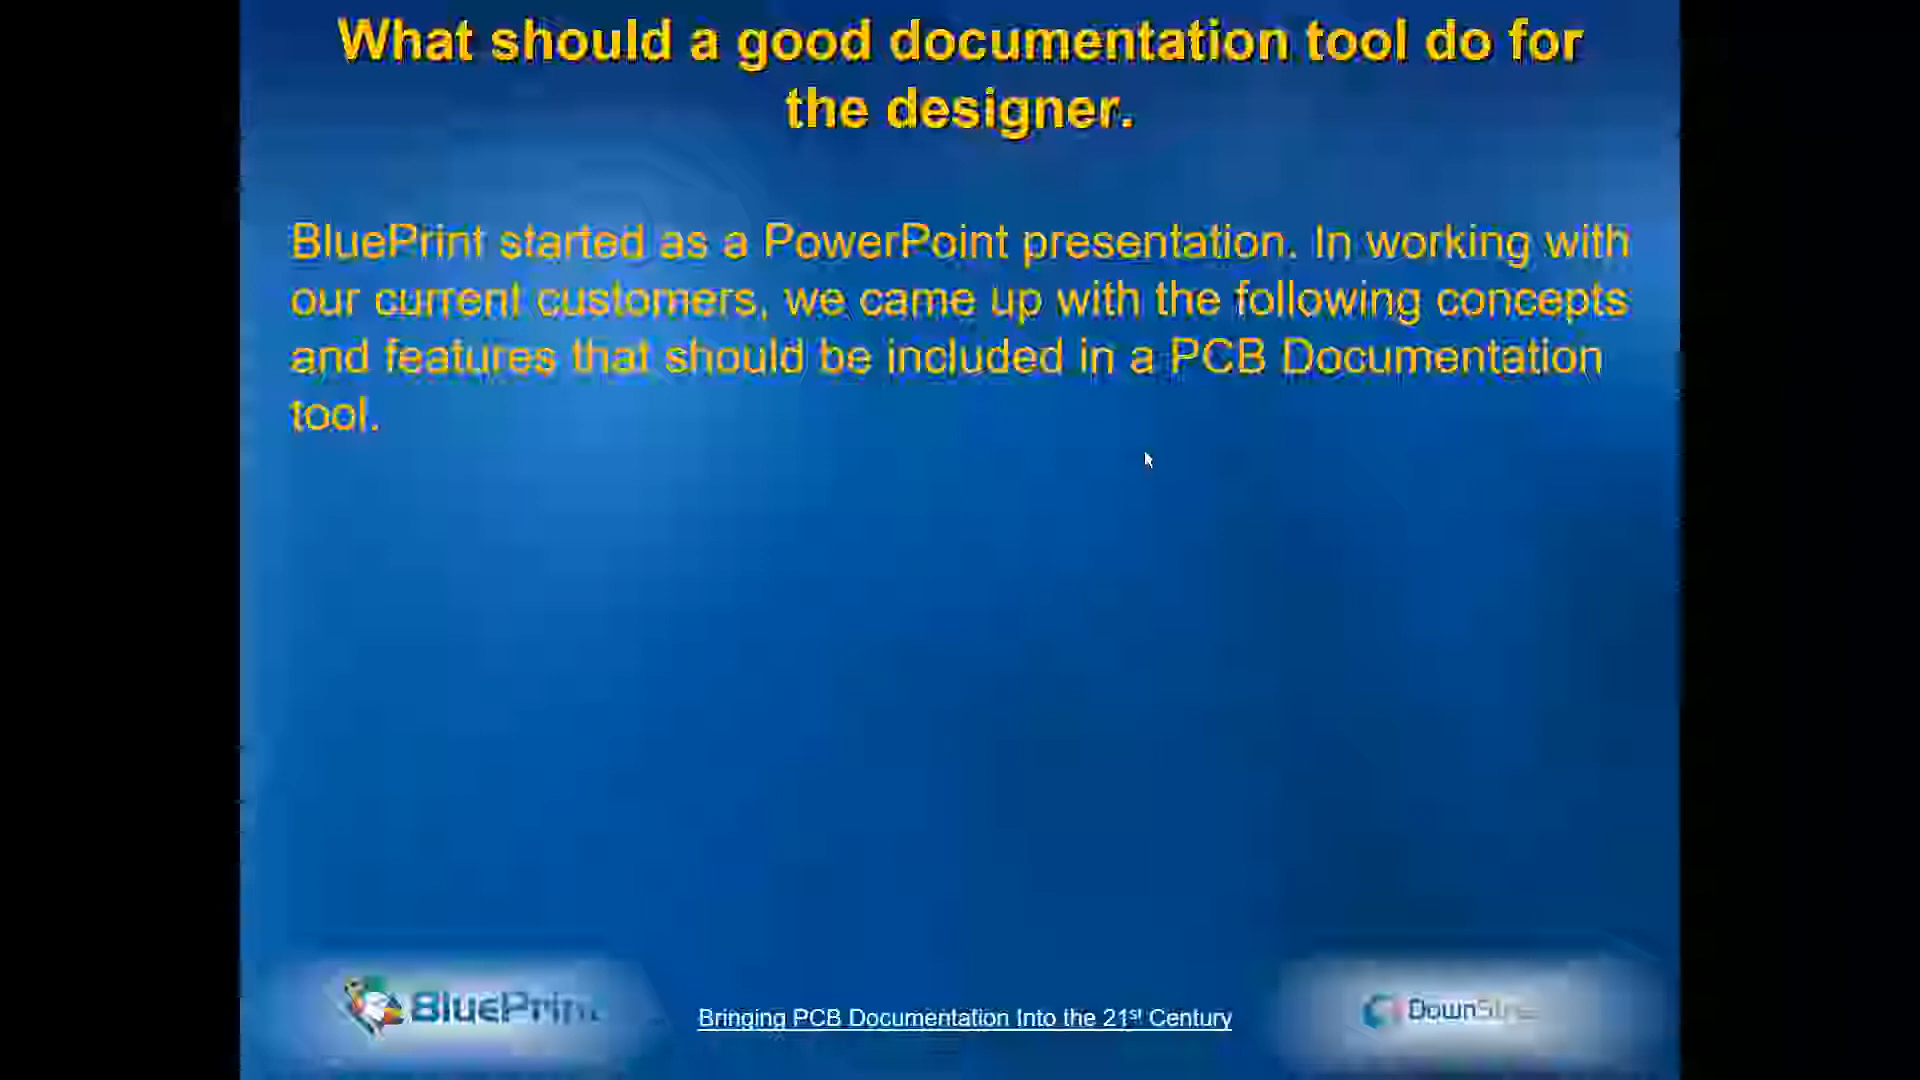 What should a good documentation tool do for
the designer.
BluePrint started as a PowerPoint presentation. In working with
our current customers, we came up with the following concepts
and features that should be included in a PCB Documentation
tool.
BluePrint
Bringing PCB Documentation Into the 21st Century